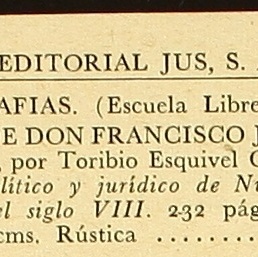 EDITORIAL JUS, S.
AFIAS. (Escuela Libre
E DON FRANCISCO J
, por Toribio Esquivel
lítico y jurídico de Nu
el siglo VIII. 232 pág
cms. Rústica ........